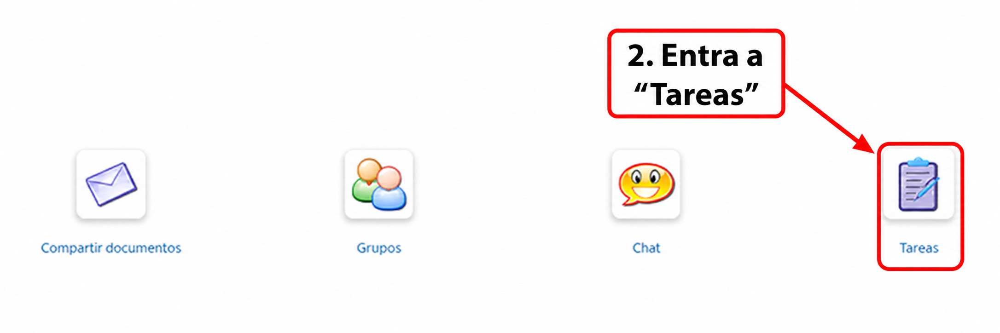 2. Entra a
“Tareas”
Compartir documentos
Grupos
Chat
Tareas